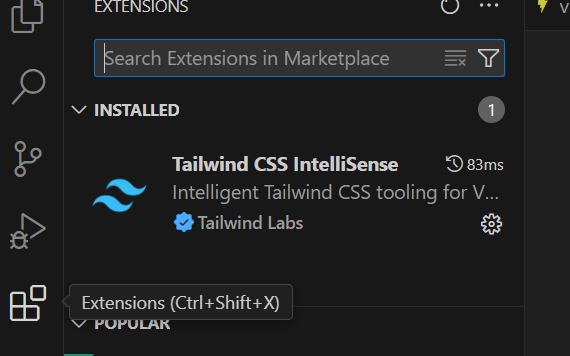 EXTENSIONS
Search Extensions in Marketplace
INSTALLED
1
Tailwind CSS IntelliSense
83ms
Intelligent Tailwind CSS tooling for V...
Tailwind Labs
Extensions (Ctrl+Shift+X)
POPULAR